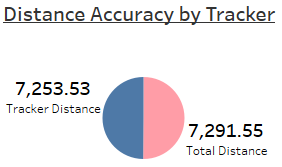 Distance Accuracy by Tracker
7,253.53
Tracker Distance
7,291.55
Total Distance